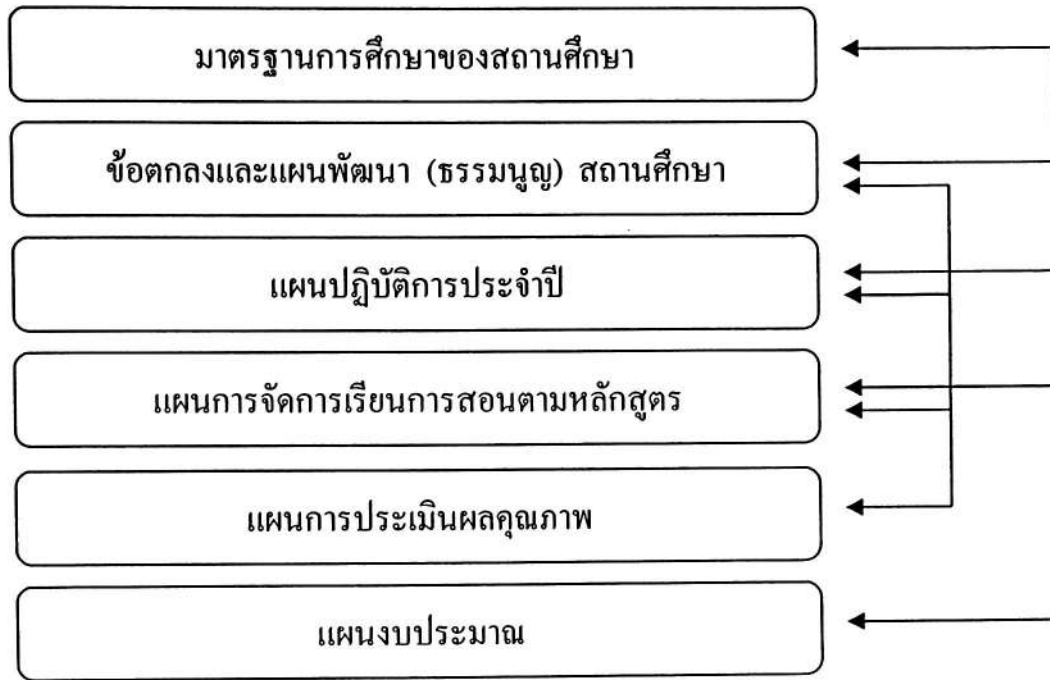 มาตรฐานการศึกษาของสถานศึกษา
ข้อตกลงและแผนพัฒนา (ธรรมนูญ) สถานศึกษา
แผนปฏิบัติการประจำปี
แผนการจัดการเรียนการสอนตามหลักสูตร
แผนการประเมินผลคุณภาพ
แผนงบประมาณ